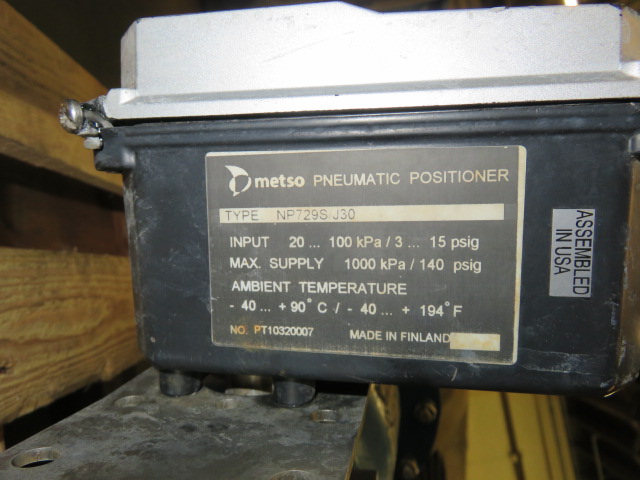 metso PNEUMATIC POSITIONER
TYPE NP729S/J30
INPUT 20 ... 100 kPa / 3 ... 15 psig
MAX. SUPPLY 1000 kPa / 140 psig
AMBIENT TEMPERATURE
- 40 ... + 90° C / - 40 ... + 194° F
NO. PT10320007 MADE IN FINLAND
ASSEMBLED
IN USA